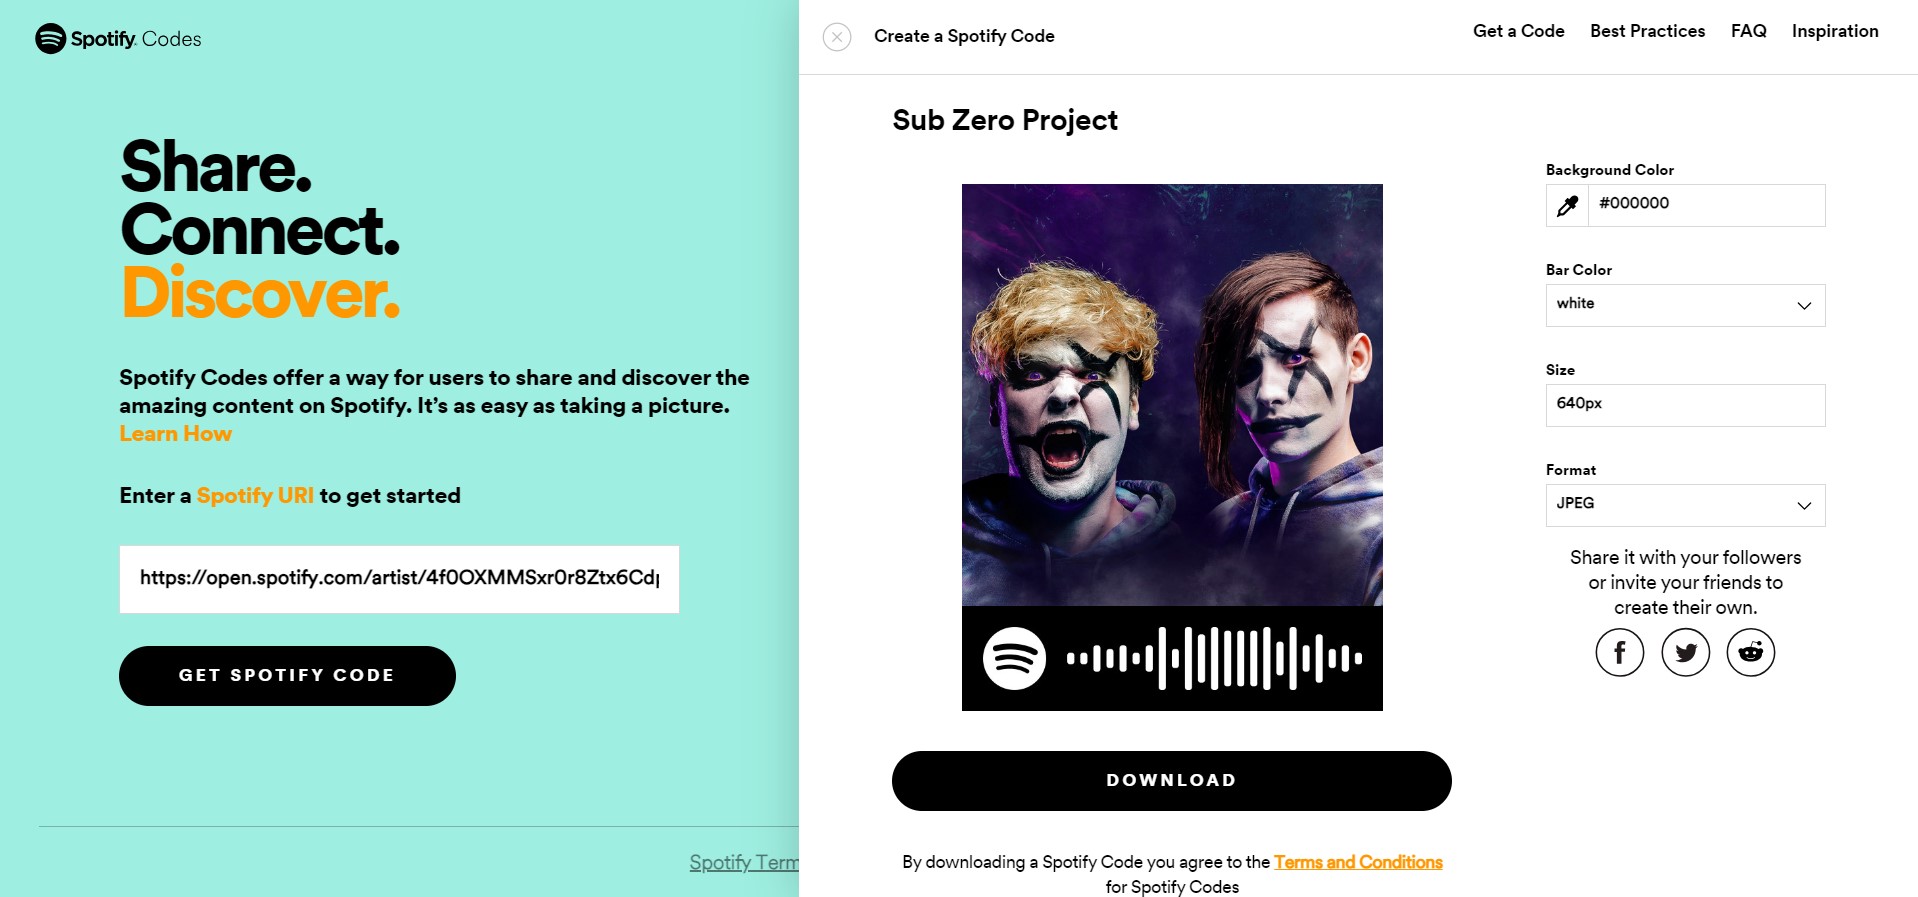 Spotify Codes
Share.
Connect.
Discover.
Spotify Codes offer a way for users to share and discover the
amazing content on Spotify. It's as easy as taking a picture.
Learn How
Enter a Spotify URI to get started
https://open.spotify.com/artist/4f0OXMMSxr0r8Ztx6Cdp
GET SPOTIFY CODE
Spotify Term
Create a Spotify Code
Get a Code Best Practices FAQ Inspiration
Sub Zero Project
Background Color
#000000
Bar Color
white
Size
640px
Format
JPEG
Share it with your followers
or invite your friends to
create their own.
DOWNLOAD
By downloading a Spotify Code you agree to the Terms and Conditions
for Spotify Codes